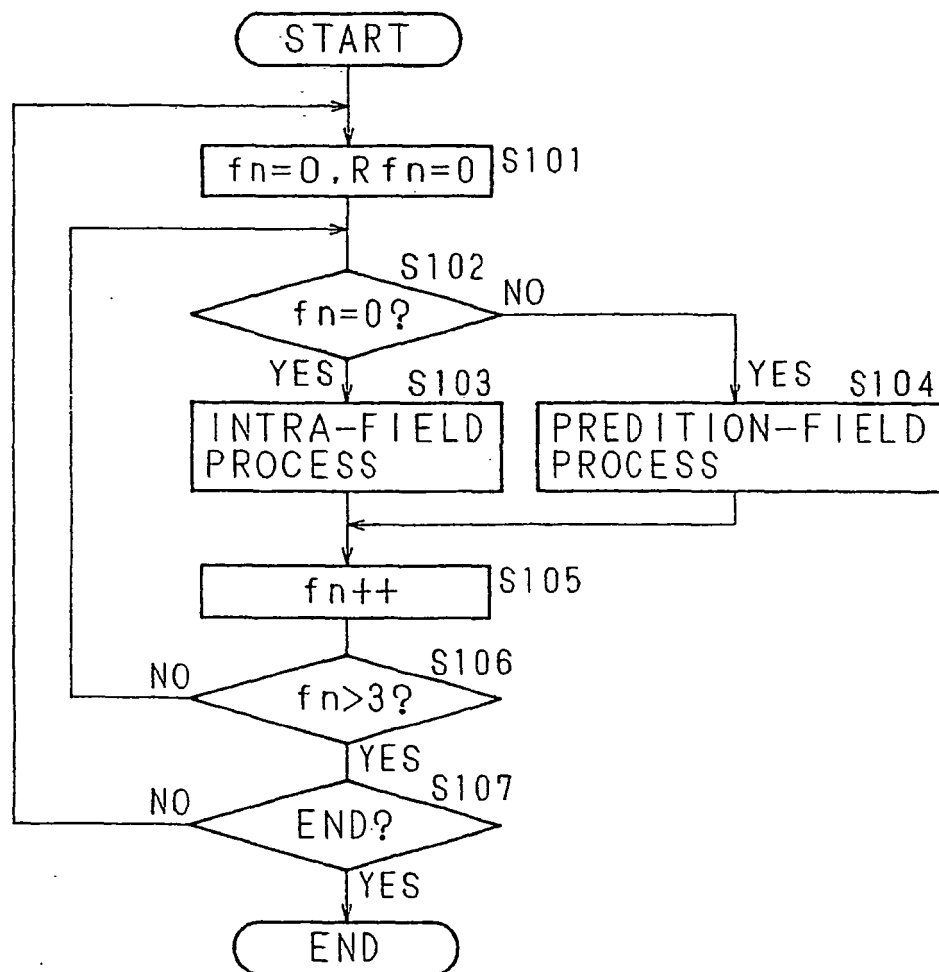 START
fn=0,Rfn=0
S101
S102
fn=0?
NO
YES
S103
YES
S104
INTRA-FIELD
PROCESS
PREDITION-FIELD
PROCESS
fn++
S105
S106
NO
fn>3?
YES
S107
NO
END?
YES
END